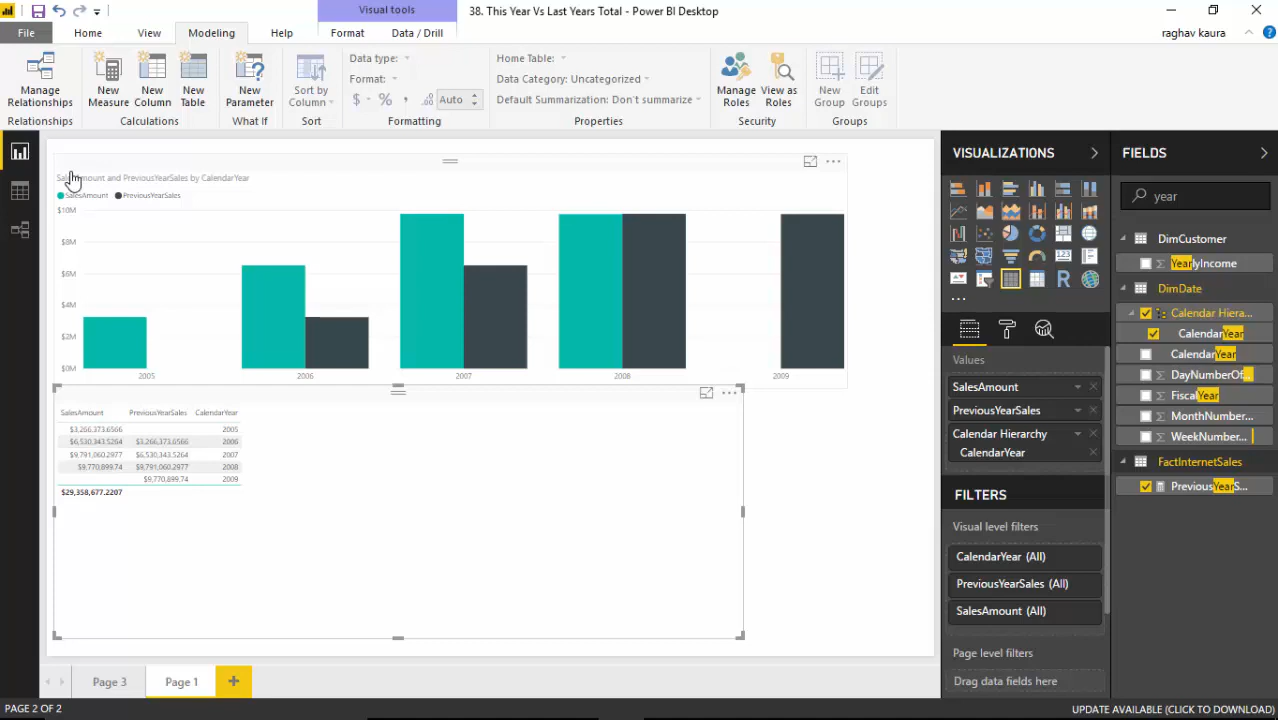 Visual tools
38. This Year Vs Last Years Total - Power BI Desktop
File
Home
View
Modeling
Help
Format
Data / Drill
raghav kaura
Manage Relationships
New Measure
New Column
New Table
New Parameter
Sort by Column
Data type:
Format:
$ % , Auto
Home Table:
Data Category: Uncategorized
Default Summarization: Don't summarize
Manage Roles
View as Roles
New Group
Edit Groups
Relationships
Calculations
What If
Sort
Formatting
Properties
Security
Groups
SalesAmount and PreviousYearSales by CalendarYear
SalesAmount PreviousYearSales
$10M
$8M
$6M
$4M
$2M
$0M
2005 2006 2007 2008 2009
SalesAmount PreviousYearSales CalendarYear
$3,266,373.6566 2005
$6,530,343.5264 $3,266,373.6566 2006
$9,791,060.2977 $6,530,343.5264 2007
$9,770,899.74 $9,791,060.2977 2008
$9,770,899.74 2009
$29,358,677.2207
VISUALIZATIONS
R
Values
SalesAmount
PreviousYearSales
Calendar Hierarchy
CalendarYear
FILTERS
Visual level filters
CalendarYear (All)
PreviousYearSales (All)
SalesAmount (All)
Page level filters
Drag data fields here
FIELDS
year
DimCustomer
YearlyIncome
DimDate
Calendar Hiera...
CalendarYear
CalendarYear
DayNumberOf...
FiscalYear
MonthNumber...
WeekNumber...
FactInternetSales
PreviousYearS...
Page 3
Page 1
PAGE 2 OF 2
UPDATE AVAILABLE (CLICK TO DOWNLOAD)